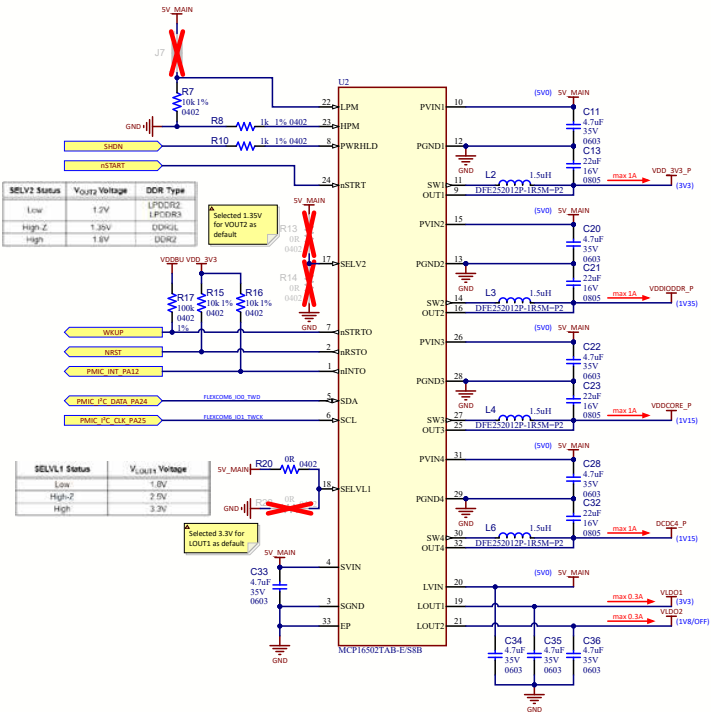 5V_MAIN
J7
R7
10k 1%
0402
GND
R8
1k 1% 0402
R10
1k 1% 0402
SHDN
nSTART
SELV2 Status VOUT2 Voltage DDR Type
Low 1.2V LPDDR2
LPDDR3
High-Z 1.35V DDR3L
High 1.8V DDR2
Selected 1.35V
for VOUT2 as
default
5V_MAIN
R13
0R
0402
R14
0R
0402
GND
VDDBU VDD_3V3
R17
100k
0402
1%
R15
10k 1%
0402
R16
10k 1%
0402
WKUP
NRST
PMIC_INT_PA12
PMIC_I²C_DATA_PA24
FLEXCOM6_IO0_TWD
PMIC_I²C_CLK_PA25
FLEXCOM6_IO1_TWCK
SELVL1 Status VLOUT1 Voltage
Low 1.8V
High-Z 2.5V
High 3.3V
5V_MAIN
R20
0R
0402
GND
0R
Selected 3.3V for
LOUT1 as default
5V_MAIN
C33
4.7uF
35V
0603
GND
U2
22 LPM
23 HPM
8 PWRHLD
24 nSTRT
17 SELV2
7 nSTRTO
2 nRSTO
1 nINTO
5 SDA
6 SCL
18 SELVL1
4 SVIN
3 SGND
33 EP
MCP16502TAB-E/S8B
PVIN1 10
PGND1 12
SW1 11
OUT1 9
PVIN2 15
PGND2 13
SW2 14
OUT2 16
PVIN3 26
PGND3 28
SW3 27
OUT3 25
PVIN4 31
PGND4 29
SW4 30
OUT4 32
LVIN 20
LOUT1 19
LOUT2 21
(5V0) 5V_MAIN
C11
4.7uF
35V
0603
GND
C13
22uF
16V
0805
L2 1.5uH
DFE252012P-1R5M=P2
max 1A
VDD_3V3_P
(3V3)
(5V0) 5V_MAIN
C20
4.7uF
35V
0603
GND
C21
22uF
16V
0805
L3 1.5uH
DFE252012P-1R5M=P2
max 1A
VDDIODDR_P
(1V35)
(5V0) 5V_MAIN
C22
4.7uF
35V
0603
GND
C23
22uF
16V
0805
L4 1.5uH
DFE252012P-1R5M=P2
max 1A
VDDCORE_P
(1V15)
(5V0) 5V_MAIN
C28
4.7uF
35V
0603
GND
C32
22uF
16V
0805
L6 1.5uH
DFE252012P-1R5M=P2
max 1A
DCDC4_P
(1V15)
(5V0) 5V_MAIN
max 0.3A
VLDO1
(3V3)
max 0.3A
VLDO2
(1V8/OFF)
C34
4.7uF
35V
0603
C35
4.7uF
35V
0603
C36
4.7uF
35V
0603
GND